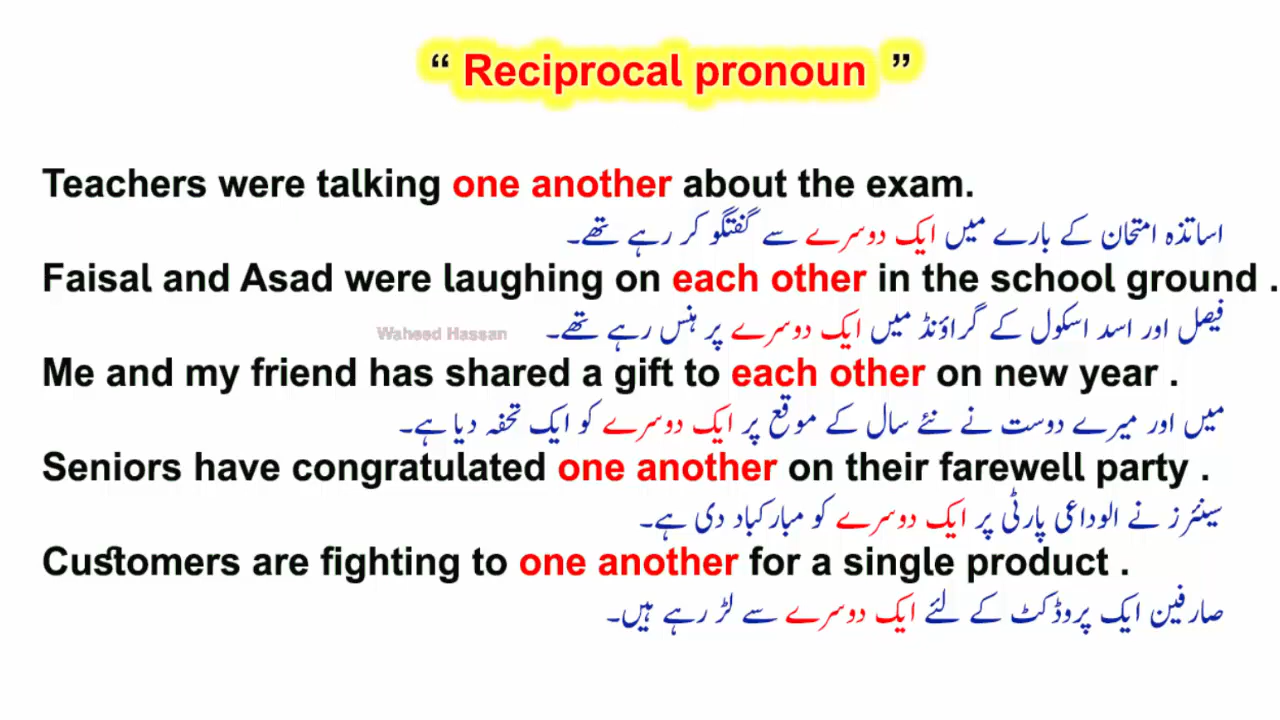 “ Reciprocal pronoun ”
Teachers were talking one another about the exam.
اساتذہ امتحان کے بارے میں ایک دوسرے سے گفتگو کر رہے تھے۔
Faisal and Asad were laughing on each other in the school ground .
فیصل اور اسد اسکول کے گراؤنڈ میں ایک دوسرے پر ہنس رہے تھے۔
Waheed Hassan
Me and my friend has shared a gift to each other on new year .
میں اور میرے دوست نے نئے سال کے موقع پر ایک دوسرے کو ایک تحفہ دیا ہے۔
Seniors have congratulated one another on their farewell party .
سینئرز نے الوداعی پارٹی پر ایک دوسرے کو مبارکباد دی ہے۔
Customers are fighting to one another for a single product .
صارفین ایک پروڈکٹ کے لئے ایک دوسرے سے لڑ رہے ہیں۔